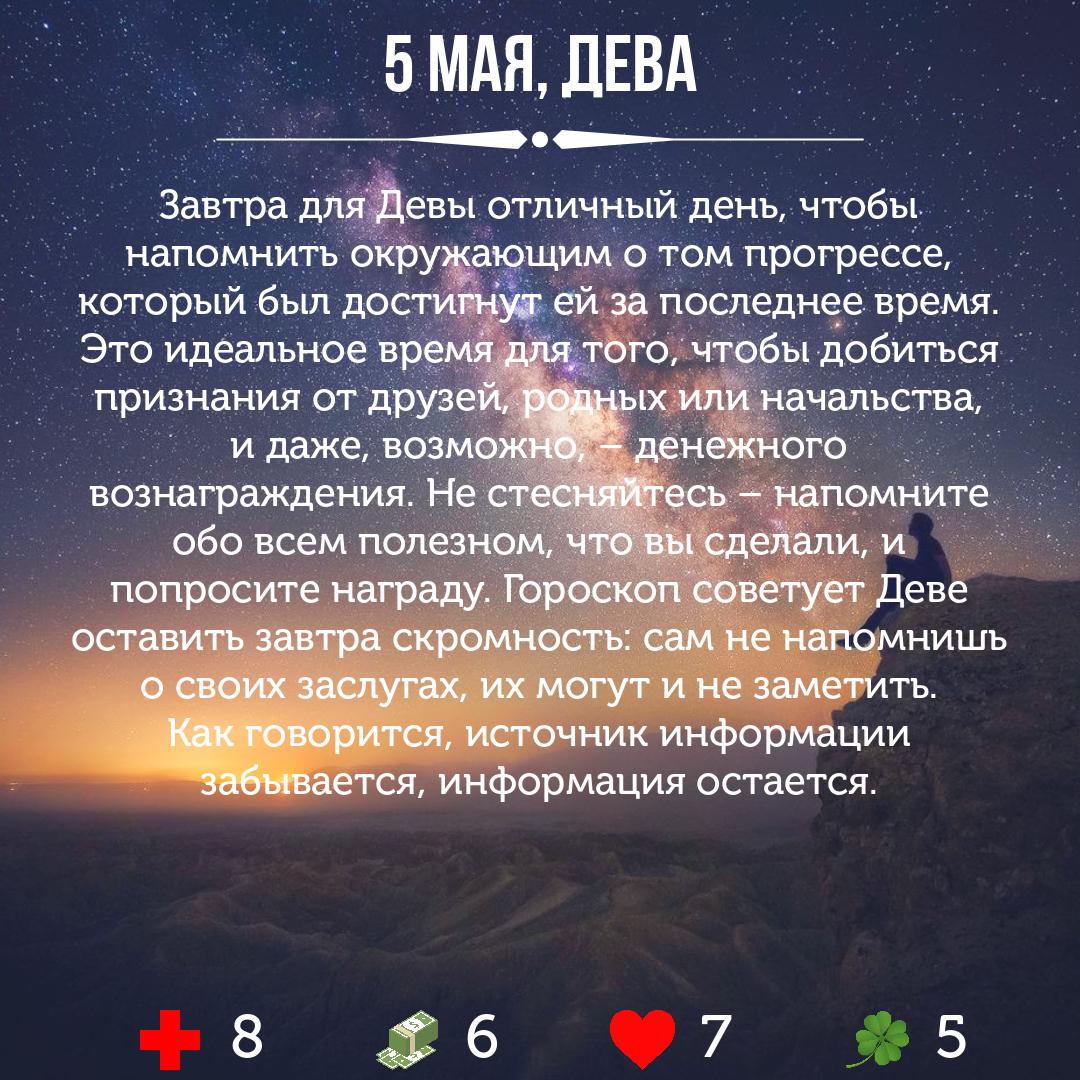 5 МАЯ, ДЕВА
Завтра для Девы отличный день, чтобы
напомнить окружающим о том прогрессе,
который был достигнут ей за последнее время.
Это идеальное время для того, чтобы добиться
признания от друзей, родных или начальства,
и даже, возможно, – денежного
вознаграждения. Не стесняйтесь – напомните
обо всем полезном, что вы сделали, и
попросите награду. Гороскоп советует Деве
оставить завтра скромность: сам не напомнишь
о своих заслугах, их могут и не заметить.
Как говорится, источник информации
забывается, информация остается.
8 6 7 5